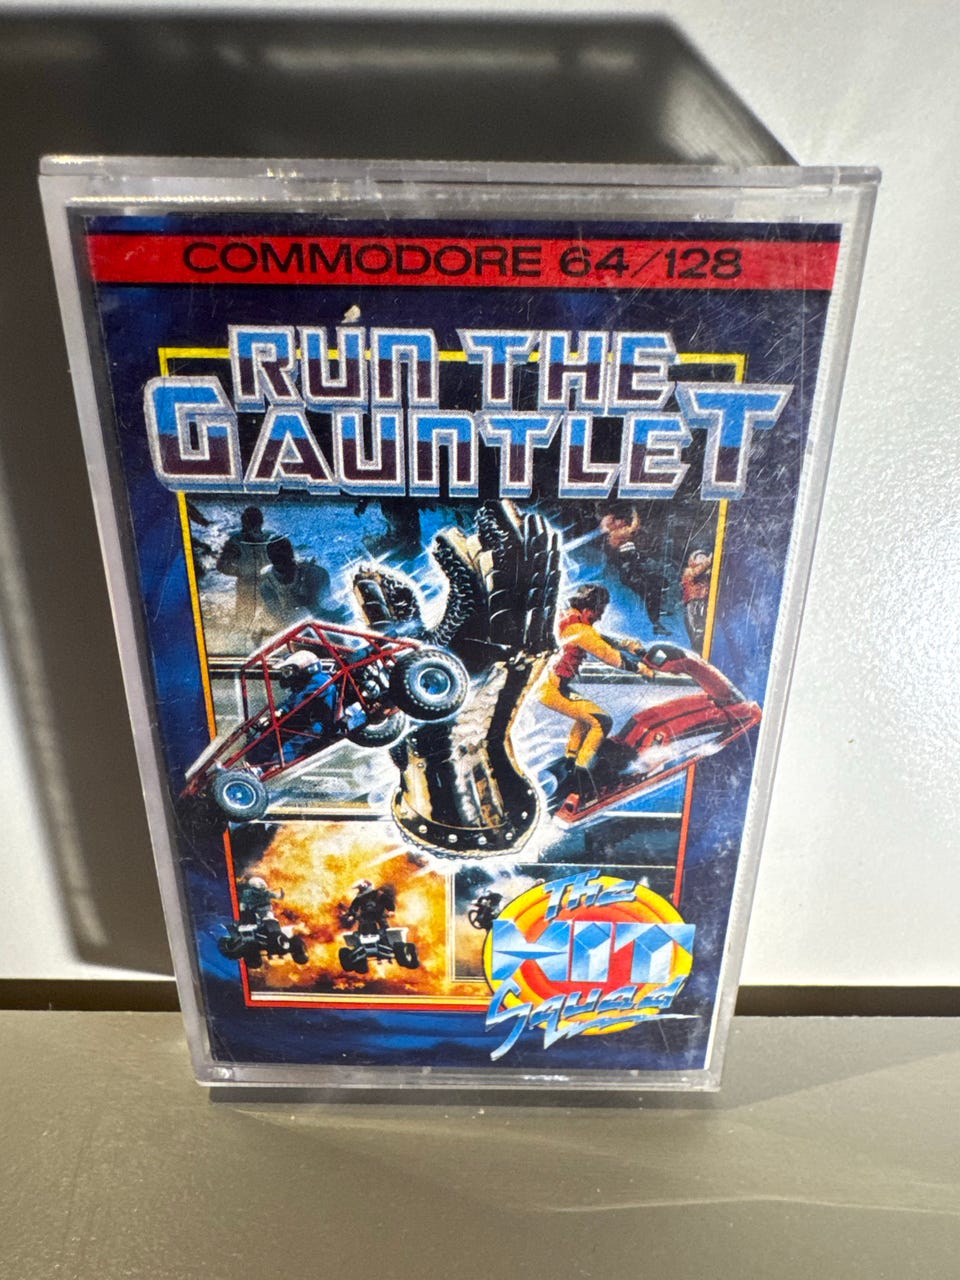 COMMODORE 64/128
RUN THE
GAUNTLET
The
HIT
Squad